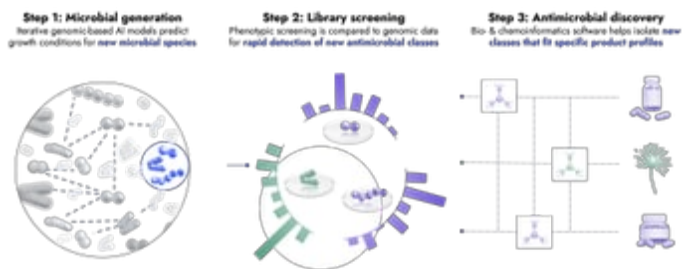 Step 1: Microbial generation
Iterative genomic-based AI models predict
growth conditions for new microbial species
Step 2: Library screening
Phenotypic screening is compared to genomic data
for rapid detection of new antimicrobial classes
Step 3: Antimicrobial discovery
Bio- & chemoinformatics software helps isolate new
classes that fit specific product profiles